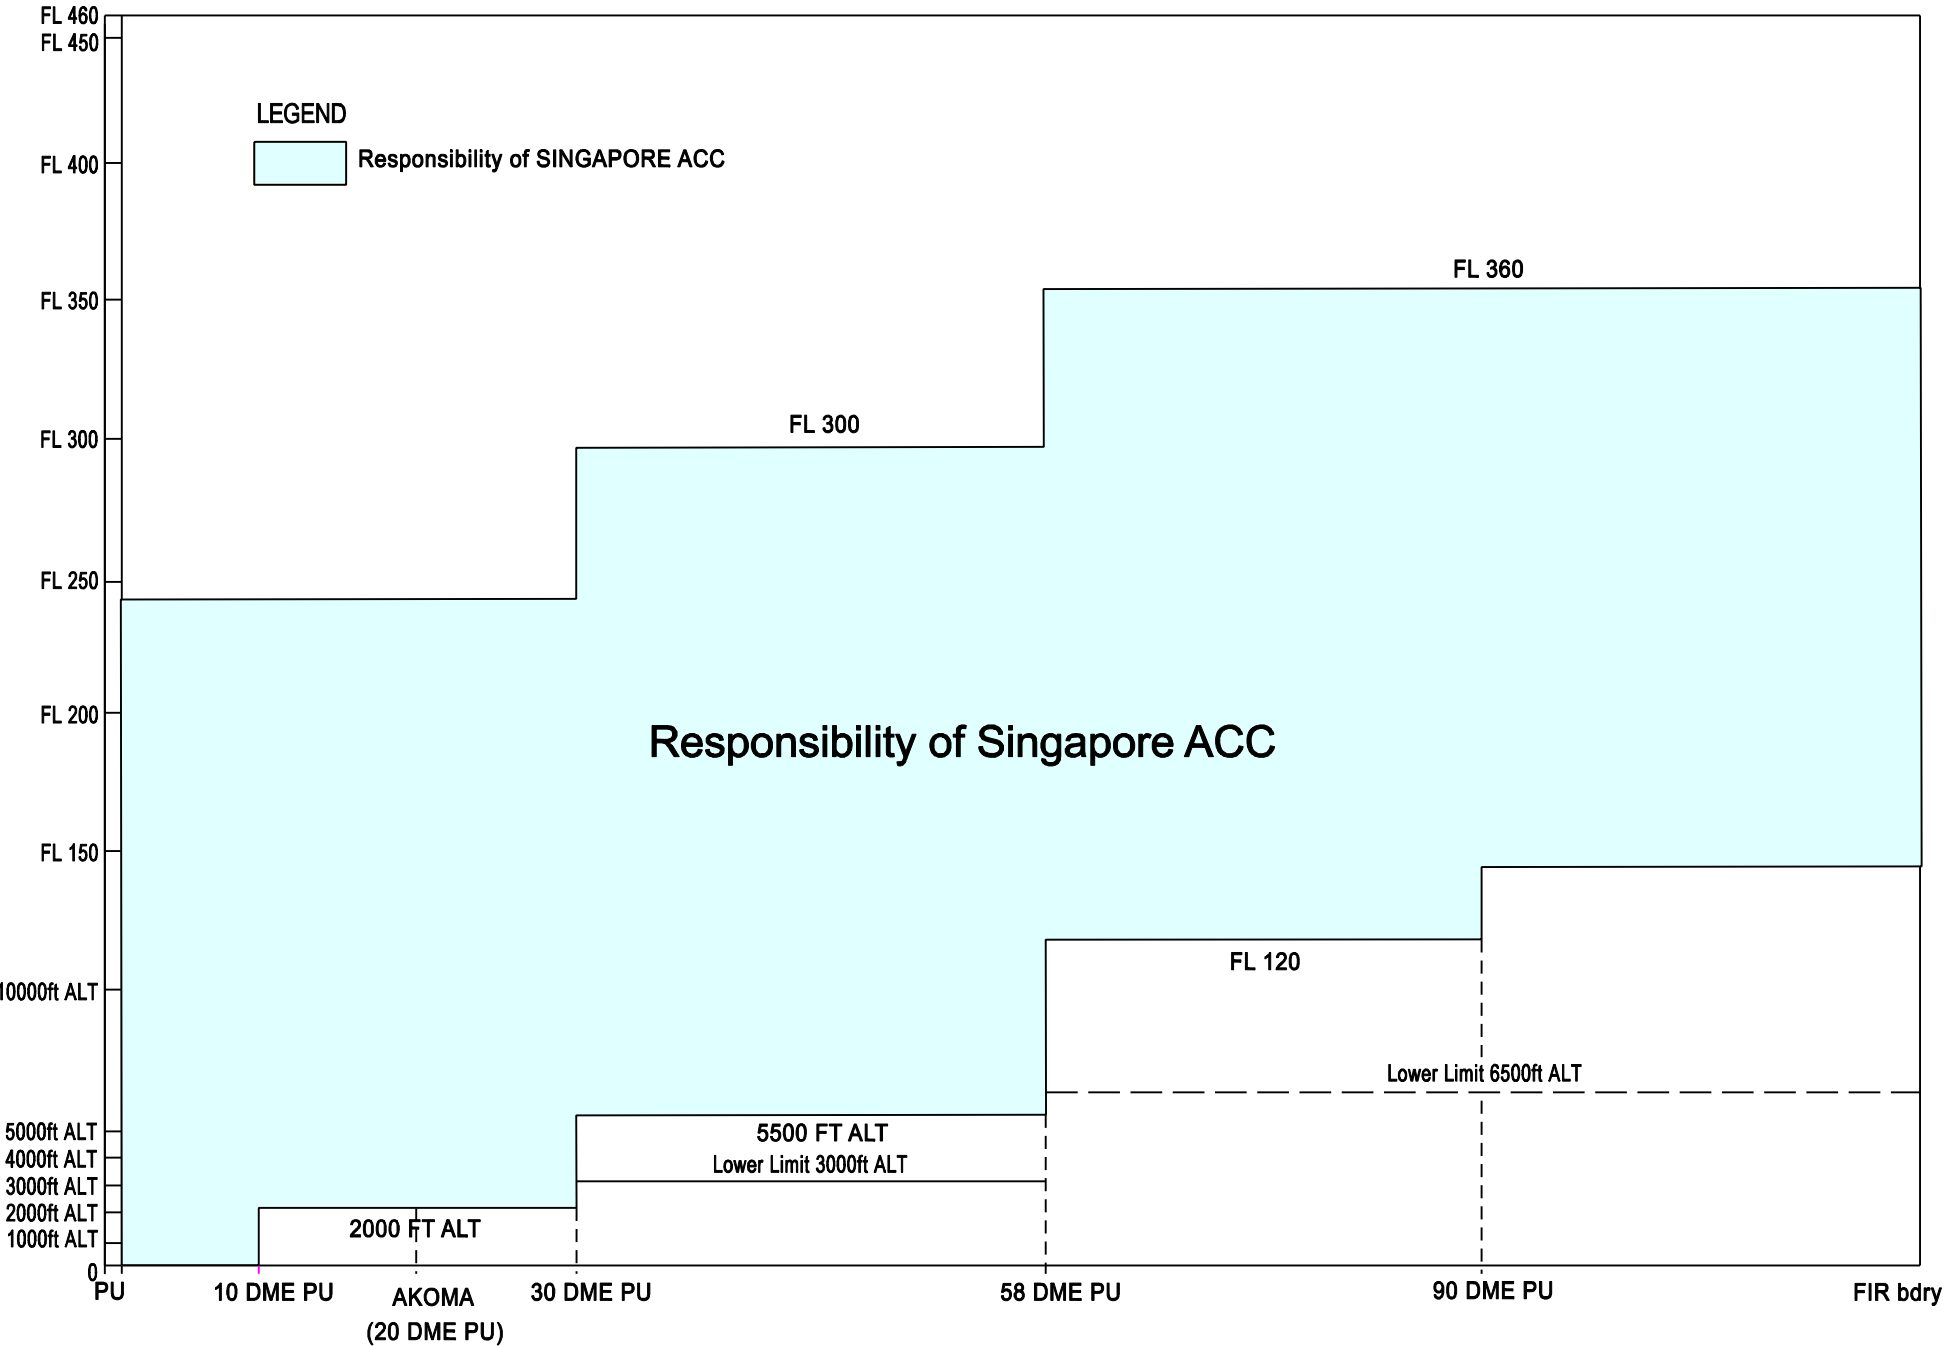 FL 460
FL 450
LEGEND
Responsibility of SINGAPORE ACC
FL 400
FL 360
FL 350
FL 300
FL 300
FL 250
FL 200
Responsibility of Singapore ACC
FL 150
FL 120
10000ft ALT
Lower Limit 6500ft ALT
5000ft ALT
5500 FT ALT
4000ft ALT
Lower Limit 3000ft ALT
3000ft ALT
2000ft ALT
2000 FT ALT
1000ft ALT
0
PU
10 DME PU
AKOMA
(20 DME PU)
30 DME PU
58 DME PU
90 DME PU
FIR bdry